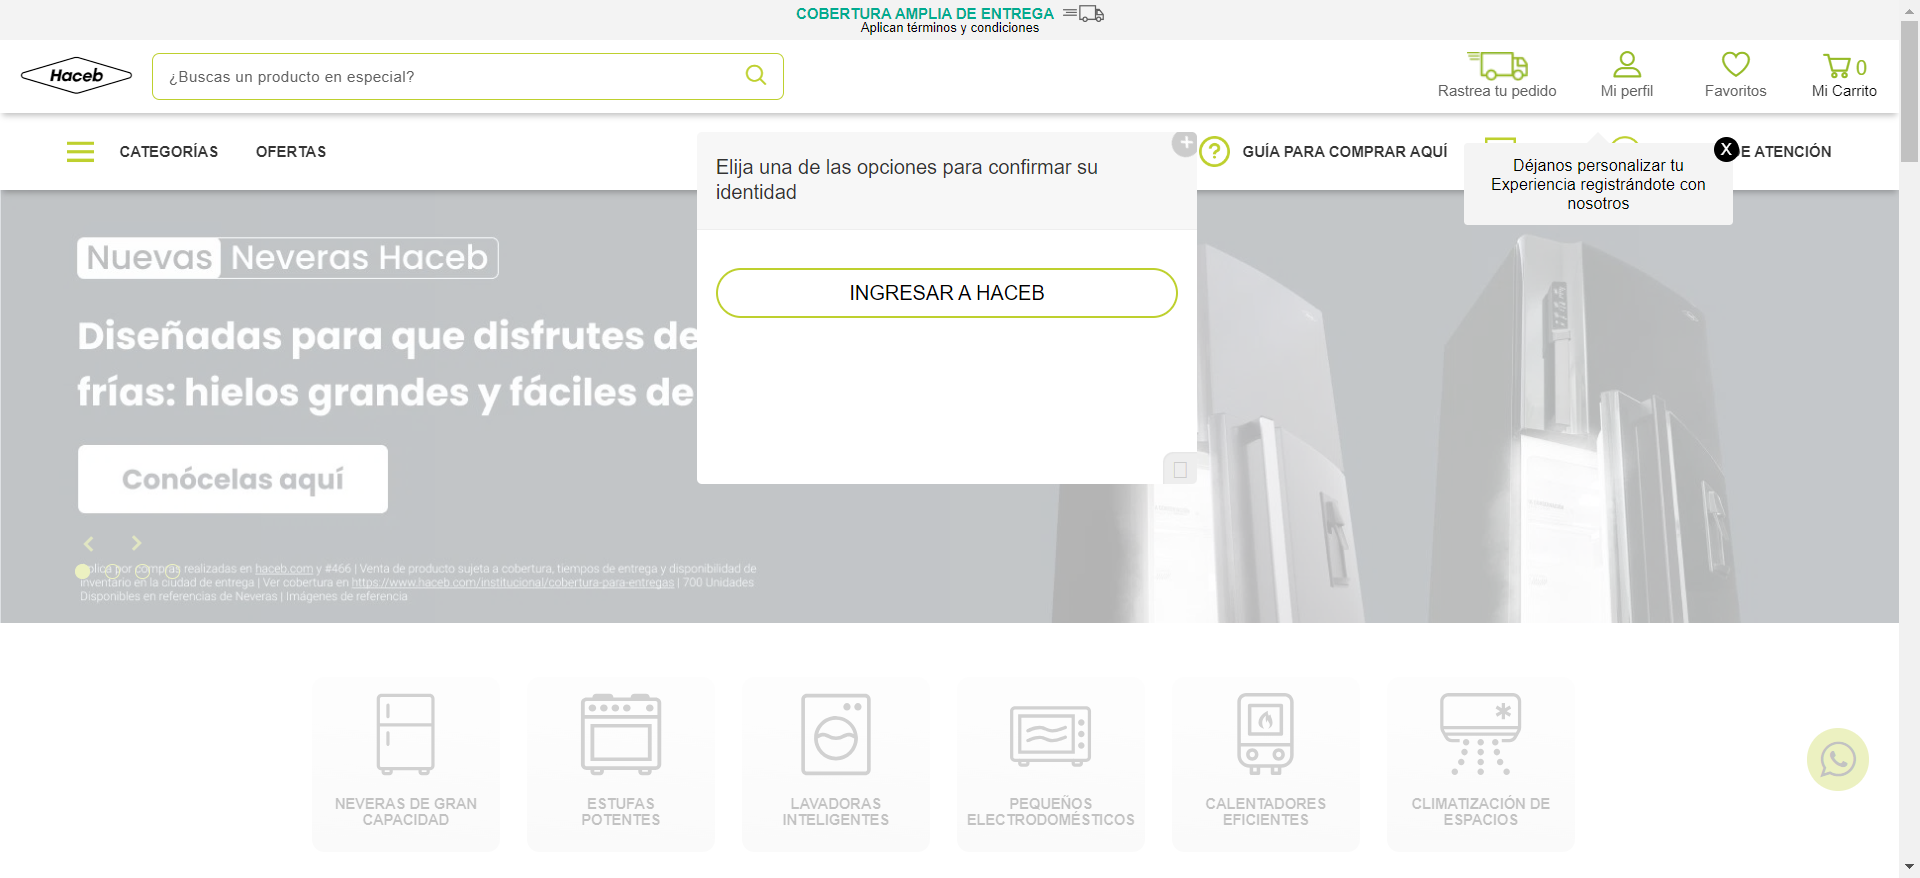 COBERTURA AMPLIA DE ENTREGA
Aplican términos y condiciones
Haceb
¿Buscas un producto en especial?
Rastrea tu pedido
Mi perfil
Favoritos
0
Mi Carrito
CATEGORÍAS
OFERTAS
GUÍA PARA COMPRAR AQUÍ
E ATENCIÓN
X
Déjanos personalizar tu
Experiencia registrándote con
nosotros
Elija una de las opciones para confirmar su
identidad
INGRESAR A HACEB
Nuevas Neveras Haceb
Diseñadas para que disfrutes de
frías: hielos grandes y fáciles de
Conócelas aquí
Aplica por compras realizadas en haceb.com y #466 | Venta de producto sujeta a cobertura, tiempos de entrega y disponibilidad de
inventario en la ciudad de entrega | Ver cobertura en https://www.haceb.com/institucional/cobertura-para-entregas | 700 Unidades
Disponibles en referencias de Neveras | Imágenes de referencia
NEVERAS DE GRAN
CAPACIDAD
ESTUFAS
POTENTES
LAVADORAS
INTELIGENTES
PEQUEÑOS
ELECTRODOMÉSTICOS
CALENTADORES
EFICIENTES
CLIMATIZACIÓN DE
ESPACIOS